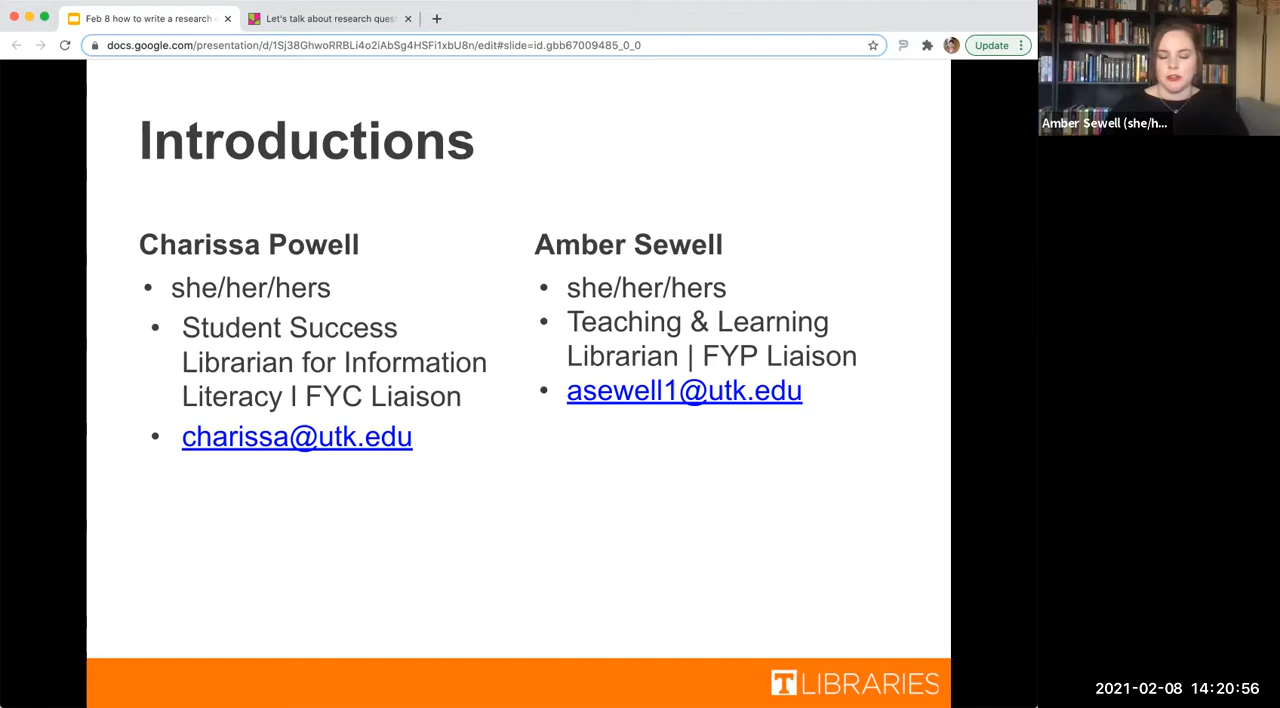 Feb 8 how to write a research
Let's talk about research ques
docs.google.com/presentation/d/1Sj38GhwoRRBLi4o2iAbSg4HSFi1xbU8n/edit#slide=id.gbb67009485_0_0
Update
Amber Sewell (she/h...
Introductions
Charissa Powell
• she/her/hers
• Student Success
Librarian for Information
Literacy I FYC Liaison
• charissa@utk.edu
Amber Sewell
• she/her/hers
• Teaching & Learning
Librarian | FYP Liaison
• asewell1@utk.edu
T LIBRARIES
2021-02-08 14:20:56